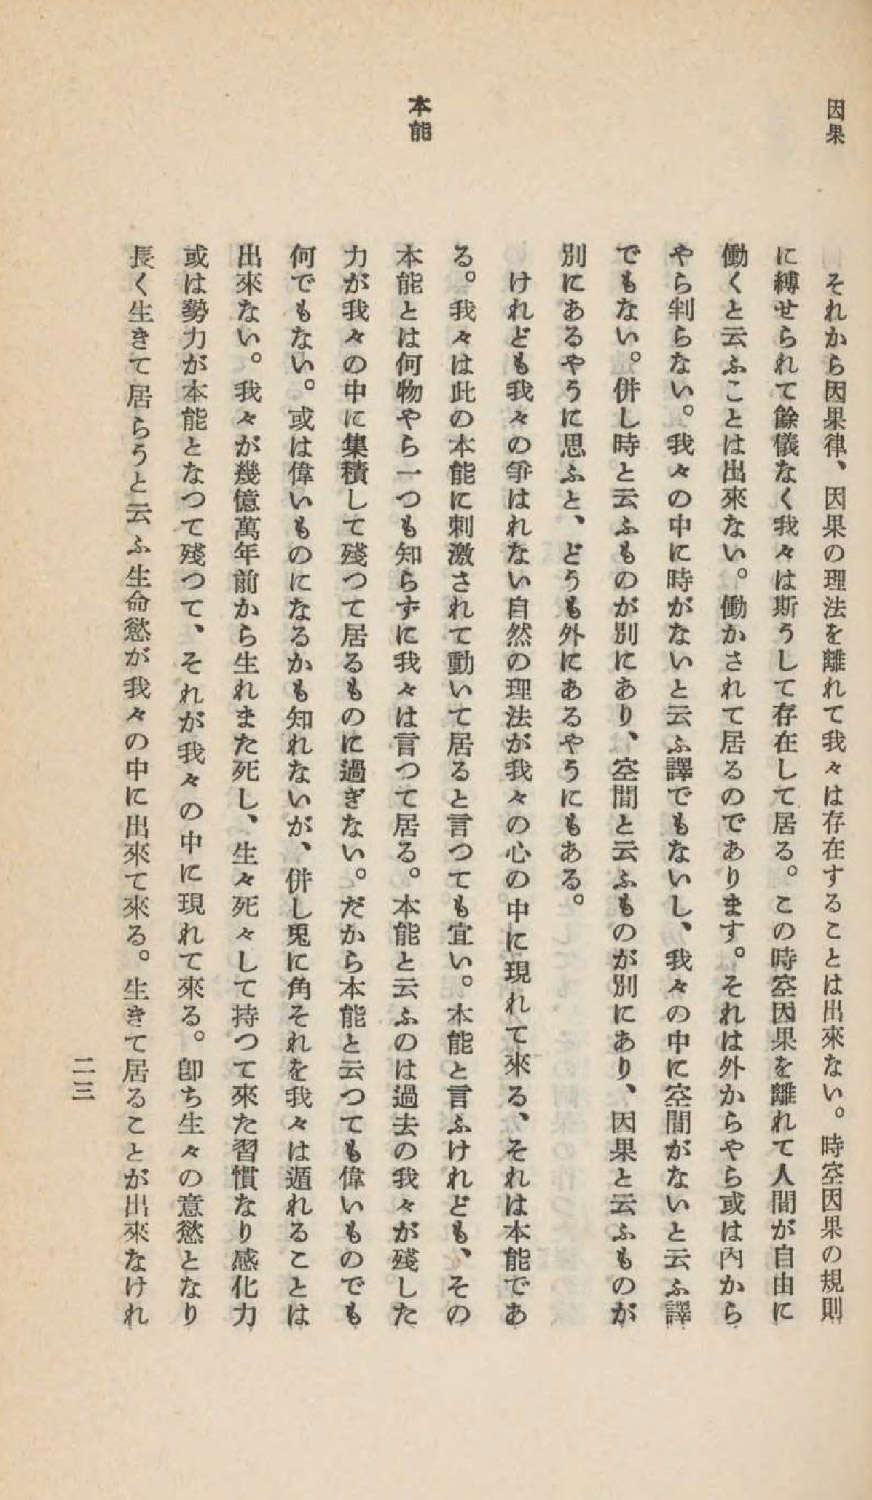 因果
それから因果律、因果の理法を離れて我々は存在することは出來ない。時空因果の規則
に縛せられて餘儀なく我々は斯うして存在して居る。この時空因果を離れて人間が自由に
働くと云ふことは出來ない。働かされて居るのであります。それは外からやら或は內から
やら判らない。我々の中に時がないと云ふ譯でもないし、我々の中に空間がないと云ふ譯
でもない。併し時と云ふものが別にあり、空間と云ふものが別にあり、因果と云ふものが
別にあるやうに思ふと、どうも外にあるやうにもある。
けれども我々の爭はれない自然の理法が我々の心の中に現れて來る、それは本能であ
本能
る。我々は此の本能に刺激されて動いて居ると言つても宜い。本能と言ふけれども、その
本能とは何物やら一つも知らずに我々は言つて居る。本能と云ふのは過去の我々が殘した
力が我々の中に集積して殘つて居るものに過ぎない。だから本能と云つても偉いものでも
何でもない。或は偉いものになるかも知れないが、併し兎に角それを我々は遁れることは
出來ない。我々が幾億萬年前から生れまた死し、生々死々して持つて來た習慣なり感化力
或は勢力が本能となつて殘つて、それが我々の中に現れて來る。卽ち生々の意慾となり
長く生きて居らうと云ふ生命慾が我々の中に出來て來る。生きて居ることが出來なけれ
二三